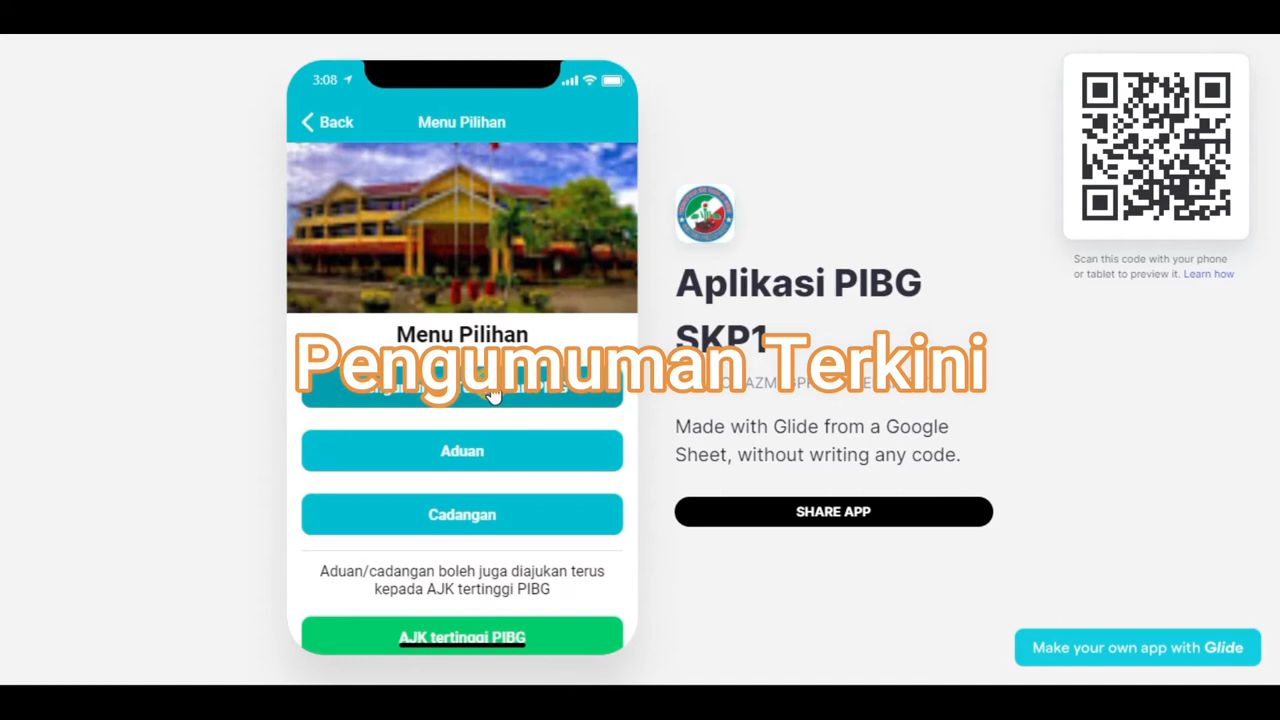 3:08
Back
Menu Pilihan
Menu Pilihan
Pengumuman Terkini
Aduan
Cadangan
Aduan/cadangan boleh juga diajukan terus
kepada AJK tertinggi PIBG
AJK tertinggi PIBG
Aplikasi PIBG
SKP1
Made with Glide from a Google
Sheet, without writing any code.
SHARE APP
Scan this code with your phone
or tablet to preview it. Learn how
Make your own app with Glide